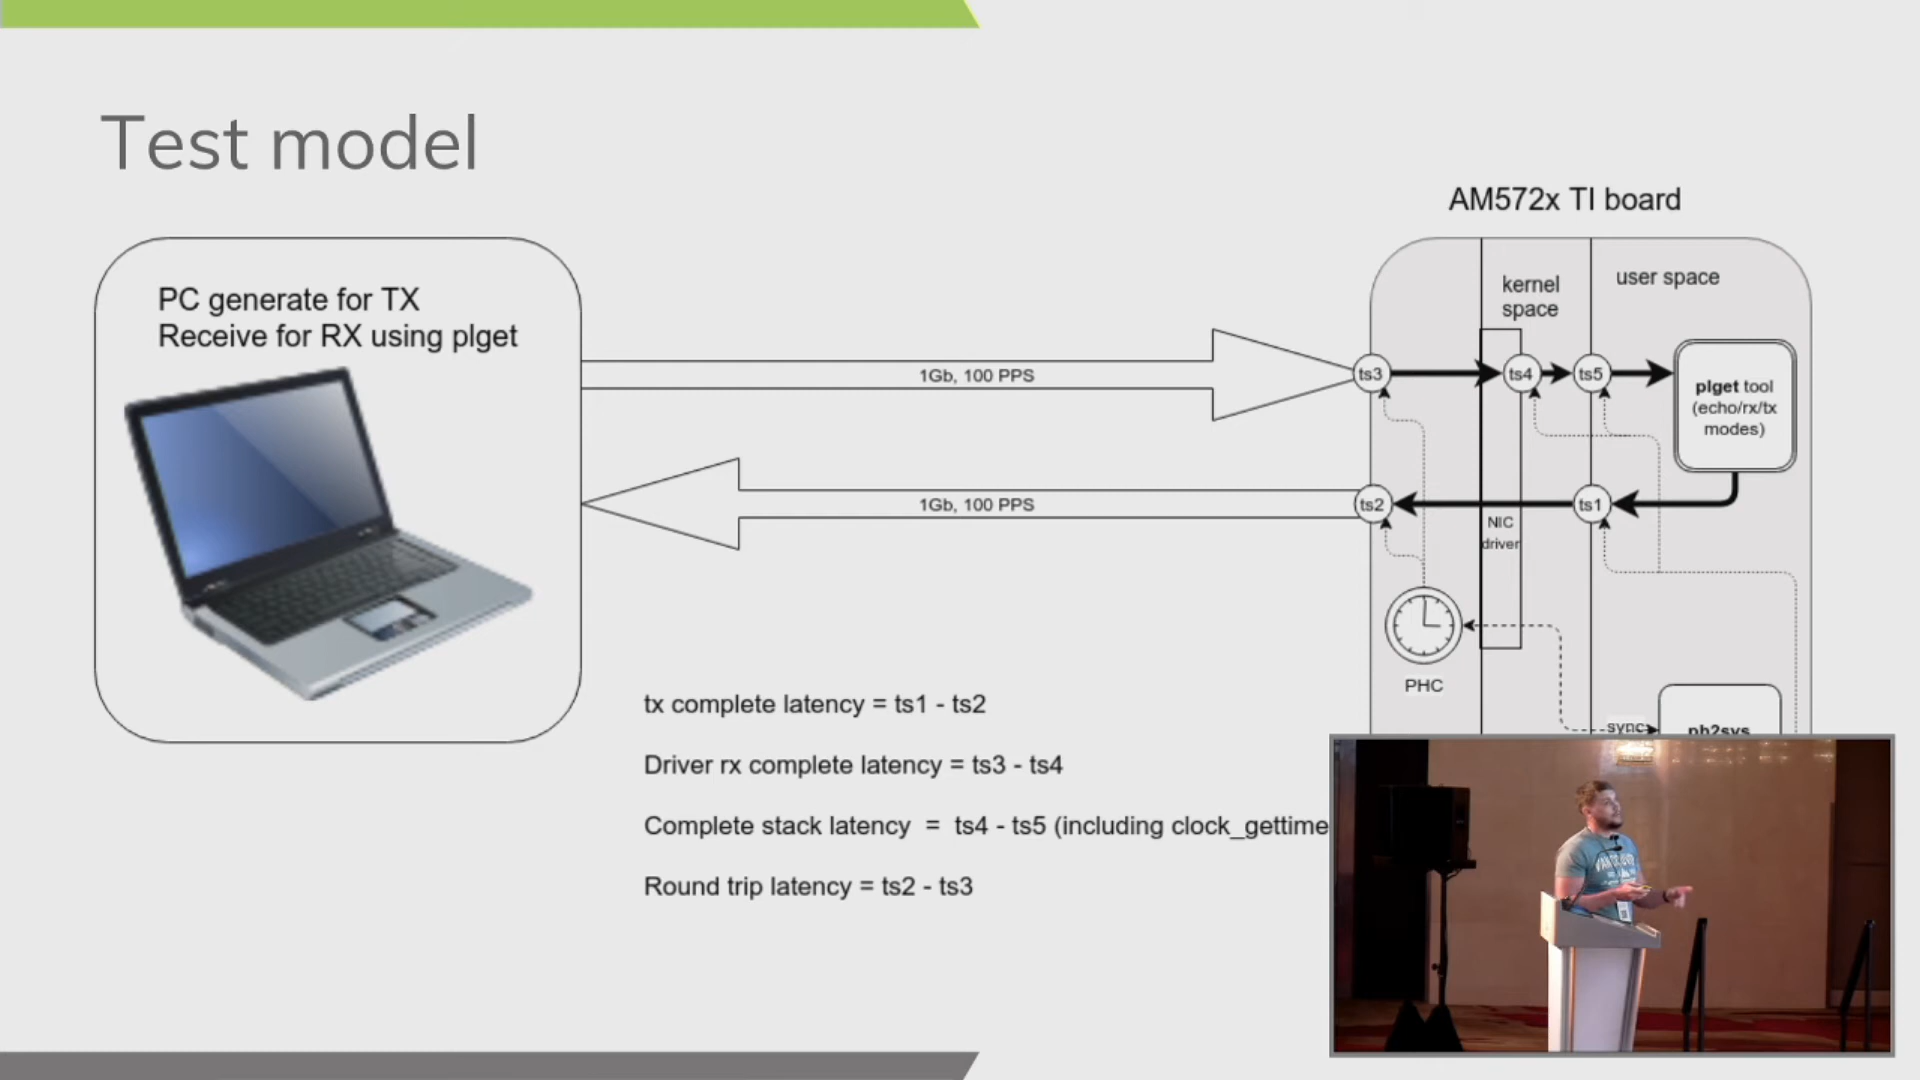 Test model
AM572x TI board
PC generate for TX
Receive for RX using plget
kernel
space
user space
1Gb, 100 PPS
ts3
ts4
ts5
plget tool
(echo/rx/tx
modes)
1Gb, 100 PPS
ts2
ts1
NIC
driver
PHC
sync
tx complete latency = ts1 - ts2
Driver rx complete latency = ts3 - ts4
Complete stack latency = ts4 - ts5 (including clock_gettime
Round trip latency = ts2 - ts3